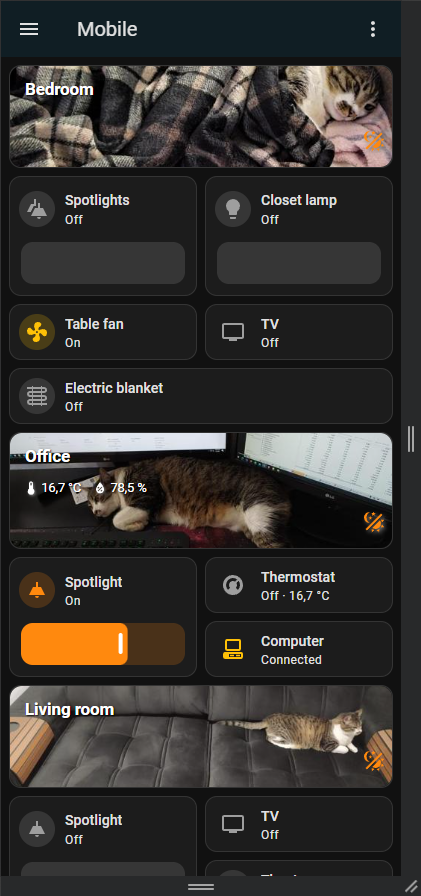 Mobile
Bedroom
Spotlights
Off
Closet lamp
Off
Table fan
On
TV
Off
Electric blanket
Off
Office
16,7 °C 78,5 %
Spotlight
On
Thermostat
Off · 16,7 °C
Computer
Connected
Living room
Spotlight
Off
TV
Off